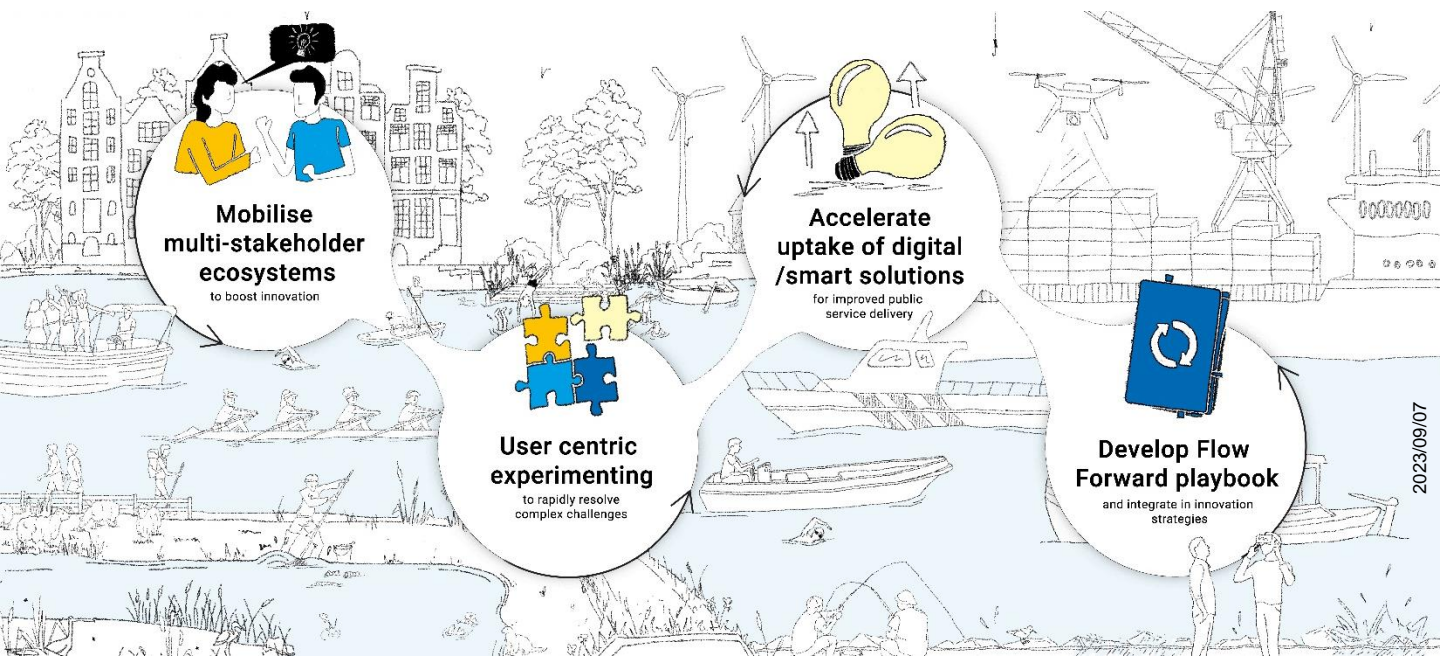 Mobilise
multi-stakeholder
ecosystems
to boost innovation
User centric
experimenting
to rapidly resolve
complex challenges
Accelerate
uptake of digital
/smart solutions
for improved public
service delivery
Develop Flow
Forward playbook
and integrate in innovation
strategies
2023/09/07